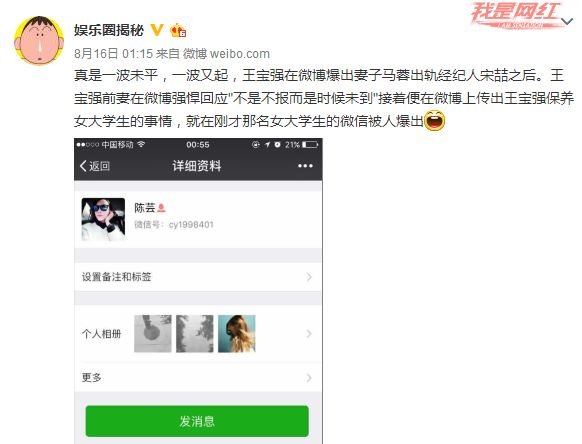 我是网红
I AM SENSATION
娱乐圈揭秘
8月16日 01:15 来自 微博 weibo.com
真是一波未平，一波又起，王宝强在微博爆出妻子马蓉出轨经纪人宋喆之后。王
宝强前妻在微博强悍回应"不是不报而是时候未到"接着便在微博上传出王宝强保养
女大学生的事情，就在刚才那名女大学生的微信被人爆出
中国移动 00:55 21%
返回 详细资料
陈芸
微信号：cy1998401
设置备注和标签
个人相册
更多
发消息